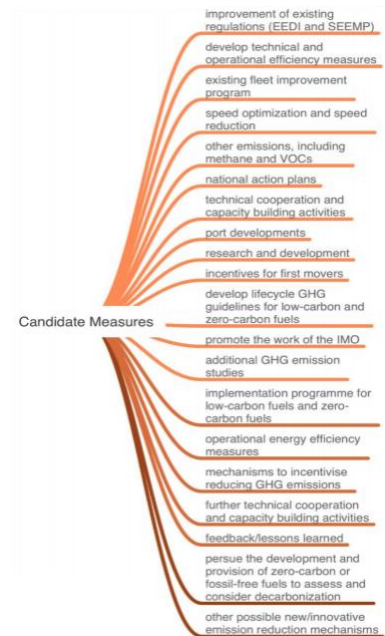 improvement of existing
regulations (EEDI and SEEMP)
develop technical and
operational efficiency measures
existing fleet improvement
program
speed optimization and speed
reduction
other emissions, including
methane and VOCs
national action plans
technical cooperation and
capacity building activities
port developments
research and development
incentives for first movers
develop lifecycle GHG
guidelines for low-carbon and
zero-carbon fuels
Candidate Measures
promote the work of the IMO
additional GHG emission
studies
implementation programme for
low-carbon fuels and zero-
carbon fuels
operational energy efficiency
measures
mechanisms to incentivise
reducing GHG emissions
further technical cooperation
and capacity building activities
feedback/lessons learned
persue the development and
provision of zero-carbon or
fossil-free fuels to assess and
consider decarbonization
other possible new/innovative
emission reduction mechanisms